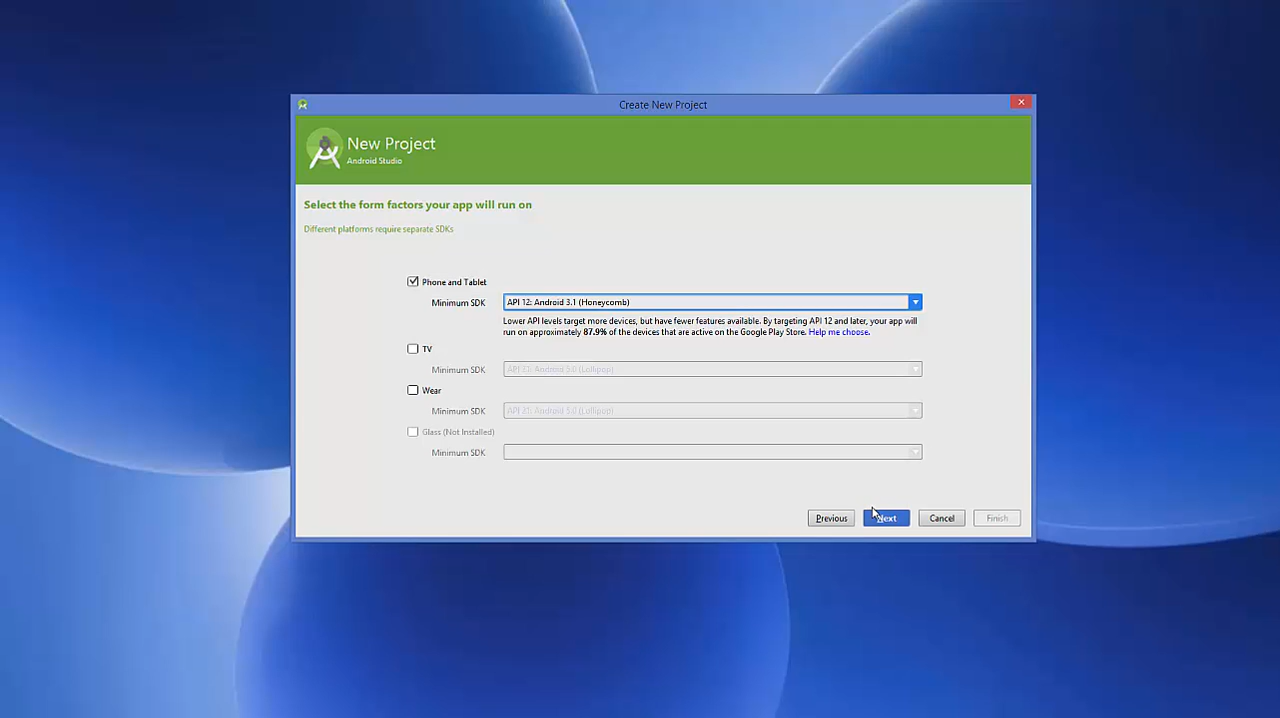 Create New Project
New Project
Android Studio
Select the form factors your app will run on
Different platforms require separate SDKs
Phone and Tablet
Minimum SDK
API 12: Android 3.1 (Honeycomb)
Lower API levels target more devices, but have fewer features available. By targeting API 12 and later, your app will
run on approximately 87.9% of the devices that are active on the Google Play Store. Help me choose.
TV
Minimum SDK
API 21: Android 5.0 (Lollipop)
Wear
Minimum SDK
API 21: Android 5.0 (Lollipop)
Glass (Not Installed)
Minimum SDK
Previous
Next
Cancel
Finish